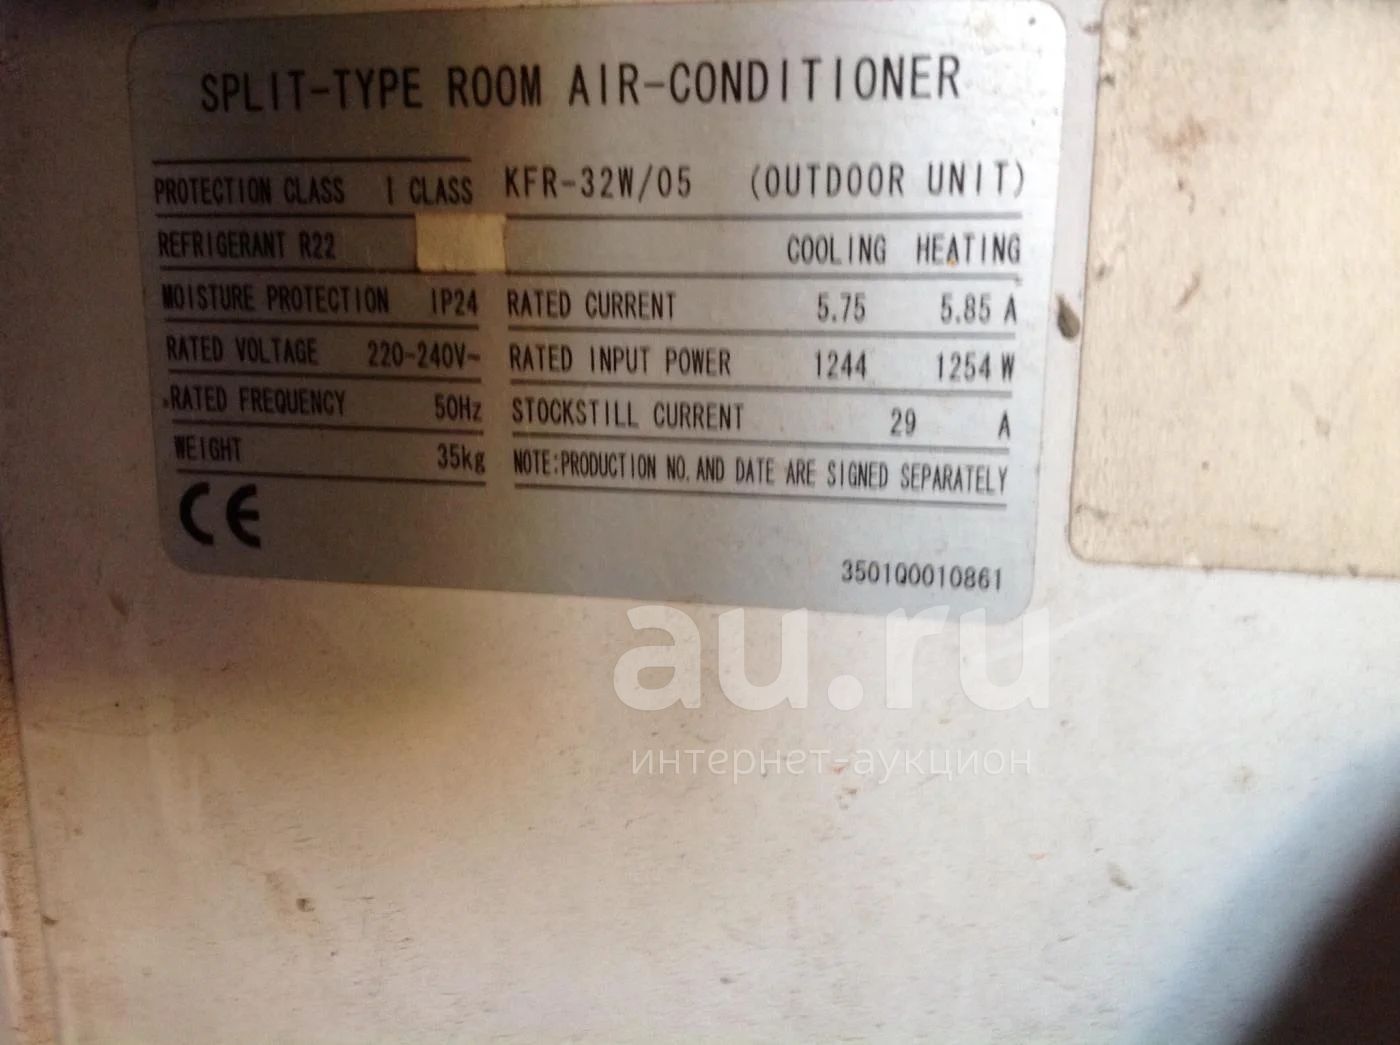 SPLIT-TYPE ROOM AIR-CONDITIONER
PROTECTION CLASS I CLASS
KFR-32W/05 (OUTDOOR UNIT)
REFRIGERANT R22
COOLING HEATING
MOISTURE PROTECTION IP24
RATED CURRENT 5.75 5.85 A
RATED VOLTAGE 220-240V~
RATED INPUT POWER 1244 1254 W
RATED FREQUENCY 50Hz
STOCKSTILL CURRENT 29 A
WEIGHT 35kg
NOTE:PRODUCTION NO. AND DATE ARE SIGNED SEPARATELY
CE
3501Q0010861
au.ru
интернет-аукцион